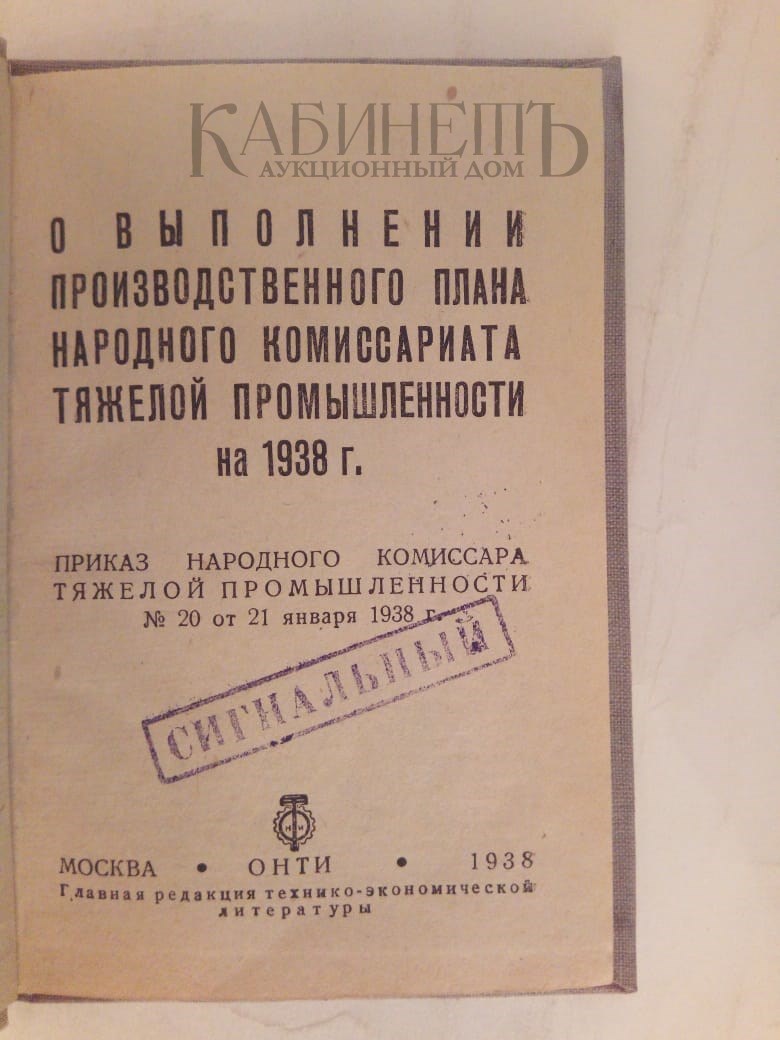 КАБИНЕТЪ
АУКЦИОННЫЙ ДОМ
О ВЫПОЛНЕНИИ
ПРОИЗВОДСТВЕННОГО ПЛАНА
НАРОДНОГО КОМИССАРИАТА
ТЯЖЕЛОЙ ПРОМЫШЛЕННОСТИ
на 1938 г.
ПРИКАЗ НАРОДНОГО КОМИССАРА
ТЯЖЕЛОЙ ПРОМЫШЛЕННОСТИ
№ 20 от 21 января 1938 г.
СИГНАЛЬНЫЙ
МОСКВА • ОНТИ • 1938
Главная редакция технико-экономической
литературы